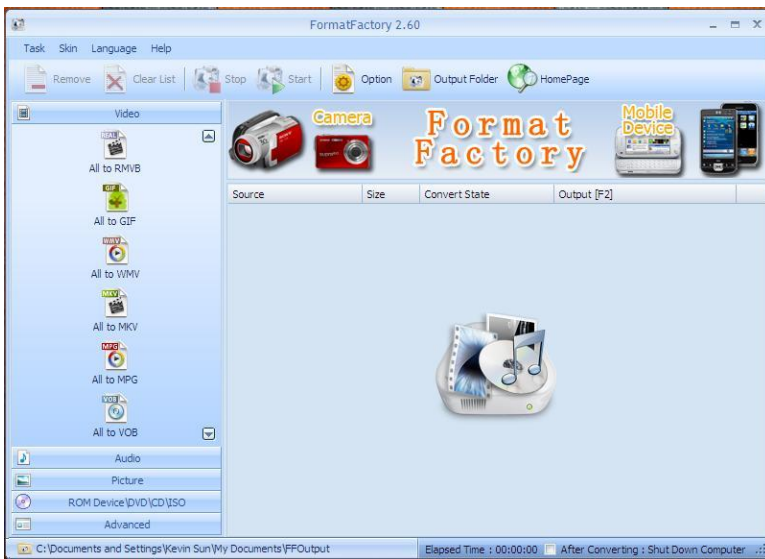 FormatFactory 2.60
Task Skin Language Help
Remove Clear List Stop Start Option Output Folder HomePage
Video
REAL
All to RMVB
GIF
All to GIF
WMV
All to WMV
MKV
All to MKV
MPG
All to MPG
VOB
All to VOB
Audio
Picture
ROM Device\DVD\CD\ISO
Advanced
Camera
Format
Factory
Mobile
Device
Source Size Convert State Output [F2]
C:\Documents and Settings\Kevin Sun\My Documents\FFOutput
Elapsed Time : 00:00:00 After Converting : Shut Down Computer